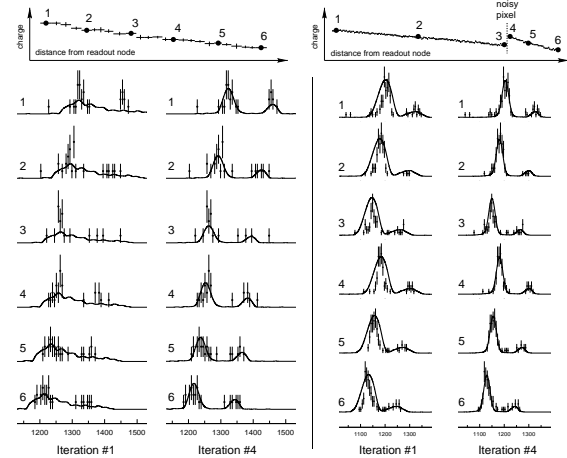 noisy
pixel
charge
1 2 3 4 5 6
distance from readout node
charge
1 2 3 4 5 6
distance from readout node
1 1 1 1
2 2 2 2
3 3 3 3
4 4 4 4
5 5 5 5
6 6 6 6
1200 1300 1400 1500 1200 1300 1400 1500 1100 1200 1300 1100 1200 1300
Iteration #1 Iteration #4 Iteration #1 Iteration #4